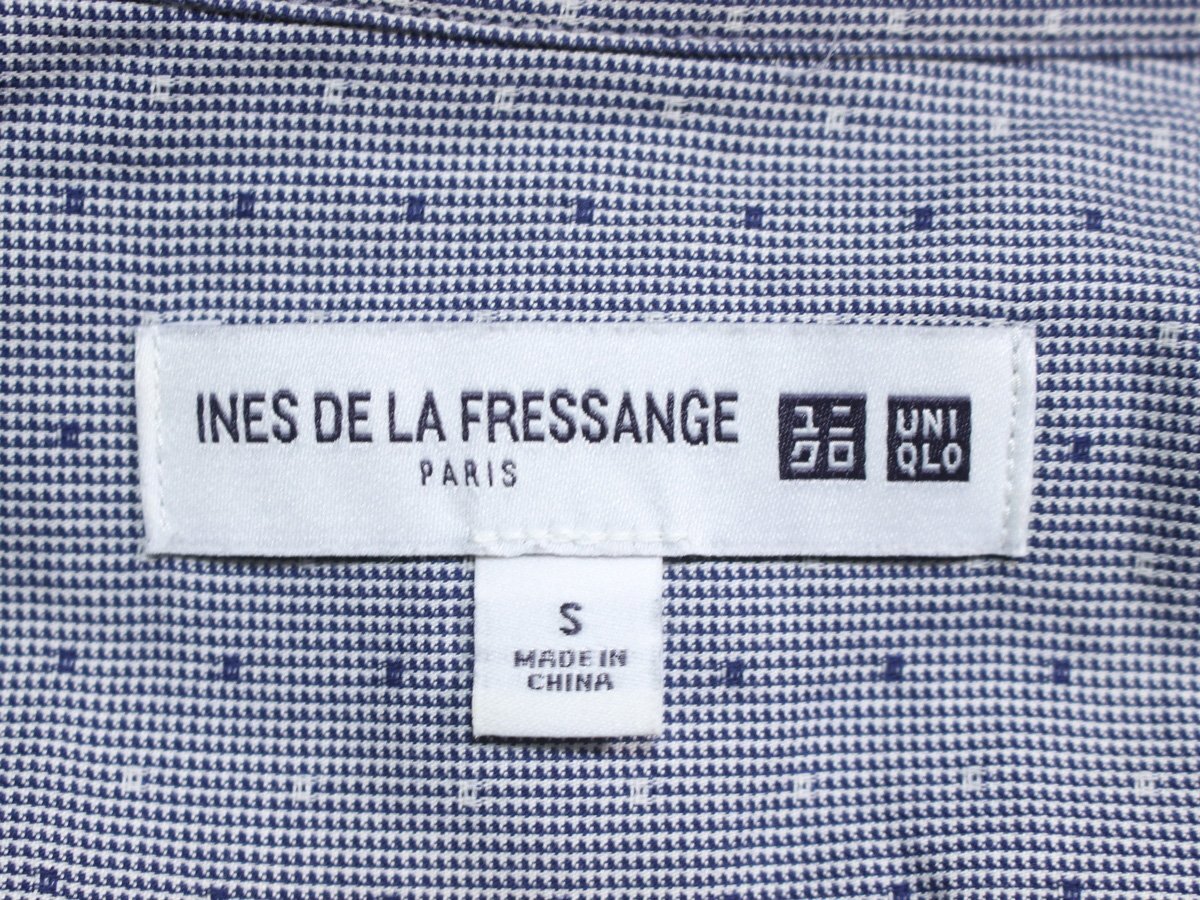 INES DE LA FRESSANGE
PARIS
ユニ
クロ
UNI
QLO
S
MADE IN
CHINA